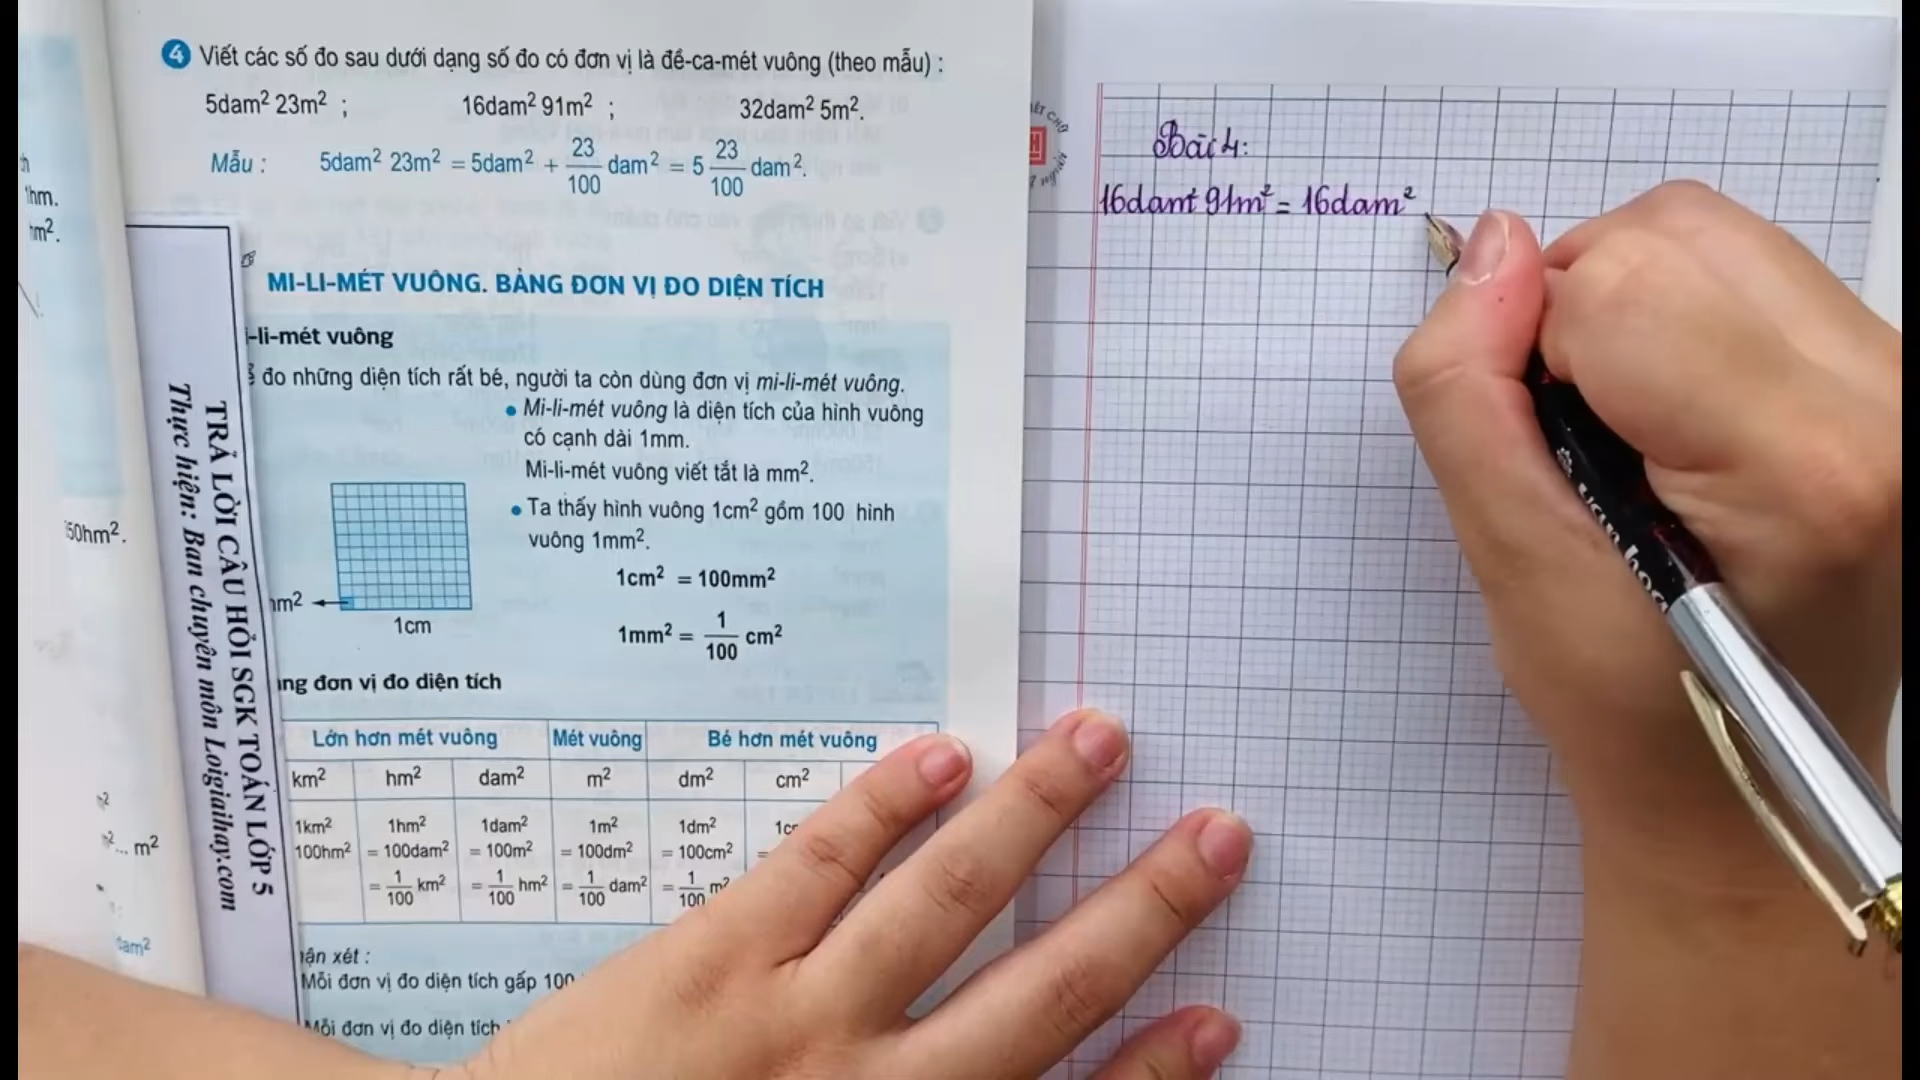 4 Viết các số đo sau dưới dạng số đo có đơn vị là đề-ca-mét vuông (theo mẫu) :
5dam² 23m² ; 16dam² 91m² ; 32dam² 5m².
Mẫu : 5dam² 23m² = 5dam² + 23/100 dam² = 5 23/100 dam².
MI-LI-MÉT VUÔNG. BẢNG ĐƠN VỊ ĐO DIỆN TÍCH
i-li-mét vuông
đo những diện tích rất bé, người ta còn dùng đơn vị mi-li-mét vuông.
• Mi-li-mét vuông là diện tích của hình vuông
có cạnh dài 1mm.
Mi-li-mét vuông viết tắt là mm².
• Ta thấy hình vuông 1cm² gồm 100 hình
vuông 1mm².
1cm² = 100mm²
1mm² = 1/100 cm²
1cm
ng đơn vị đo diện tích
Lớn hơn mét vuông Mét vuông Bé hơn mét vuông
km² hm² dam² m² dm² cm²
1km² 1hm² 1dam² 1m² 1dm²
100hm² = 100dam² = 100m² = 100dm² = 100cm² =
= 1/100 km² = 1/100 hm² = 1/100 dam² = 1/100 m²
ận xét :
Mỗi đơn vị đo diện tích gấp 100
Mỗi đơn vị đo diện tích
TRẢ LỜI CÂU HỎI SGK TOÁN LỚP 5
Thực hiện: Ban chuyên môn Loigiaihay.com
hm.
50hm².
... m²
dam²
Bài 4:
16dam² 91m² = 16dam²